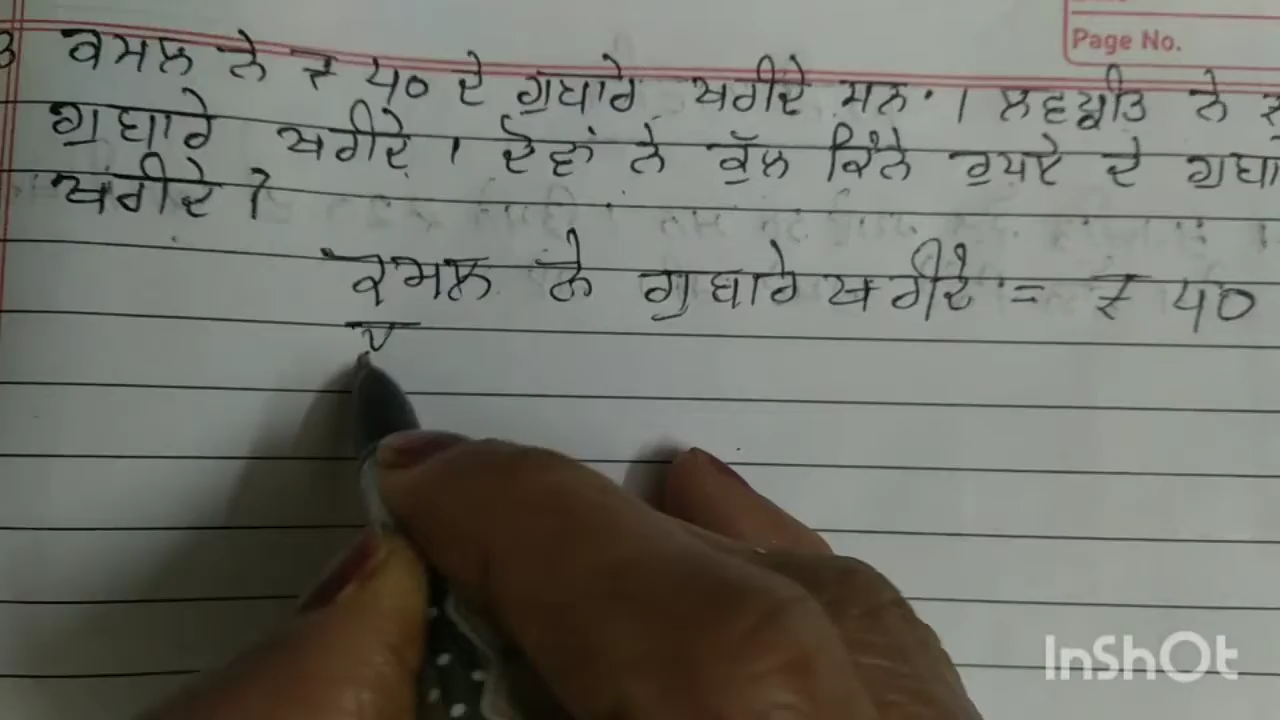 Page No.
3 ਕਮਲ ਨੇ ₹ 40 ਦੇ ਗੁਬਾਰੇ ਖਰੀਦੇ ਸਨ । ਲਵਪ੍ਰੀਤ ਨੇ ₹
ਗੁਬਾਰੇ ਖਰੀਦੇ । ਦੋਵਾਂ ਨੇ ਕੁੱਲ ਕਿੰਨੇ ਰੁਪਏ ਦੇ ਗੁਬਾ
ਖਰੀਦੇ ?
ਕਮਲ ਨੇ ਗੁਬਾਰੇ ਖਰੀਦੇ = ₹ 40
InShOt